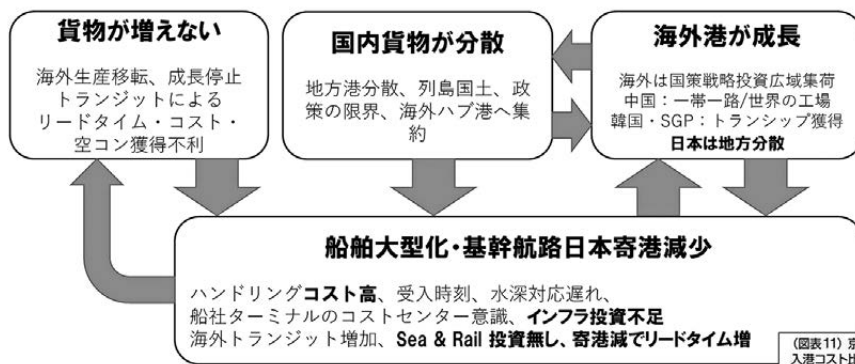 貨物が増えない
海外生産移転、成長停止
トランジットによる
リードタイム・コスト・
空コン獲得不利
国内貨物が分散
地方港分散、列島国土、政
策の限界、海外ハブ港へ集
約
海外港が成長
海外は国策戦略投資広域集荷
中国：一帯一路/世界の工場
韓国・SGP：トランシップ獲得
日本は地方分散
船舶大型化・基幹航路日本寄港減少
ハンドリングコスト高、受入時刻、水深対応遅れ、
船社ターミナルのコストセンター意識、インフラ投資不足
海外トランジット増加、Sea & Rail 投資無し、寄港減でリードタイム増
(図表11)
入港コスト